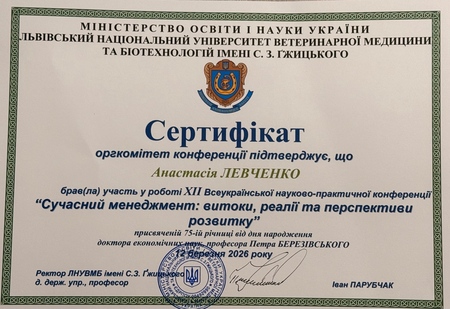 МІНІСТЕРСТВО ОСВІТИ І НАУКИ УКРАЇНИ
ЛЬВІВСЬКИЙ НАЦІОНАЛЬНИЙ УНІВЕРСИТЕТ ВЕТЕРИНАРНОЇ МЕДИЦИНИ
ТА БІОТЕХНОЛОГІЙ ІМЕНІ С. З. ГЖИЦЬКОГО
Сертифікат
оргкомітет конференції підтверджує, що
Анастасія ЛЕВЧЕНКО
брав(ла) участь у роботі XII Всеукраїнської науково-практичної конференції
“Сучасний менеджмент: витоки, реалії та перспективи
розвитку”
присвяченій 75-ій річниці від дня народження
доктора економічних наук, професора Петра БЕРЕЗІВСЬКОГО
12 березня 2026 року
Ректор ЛНУВМБ імені С.З. Ґжицького
д. держ. упр., професор
Іван ПАРУБЧАК